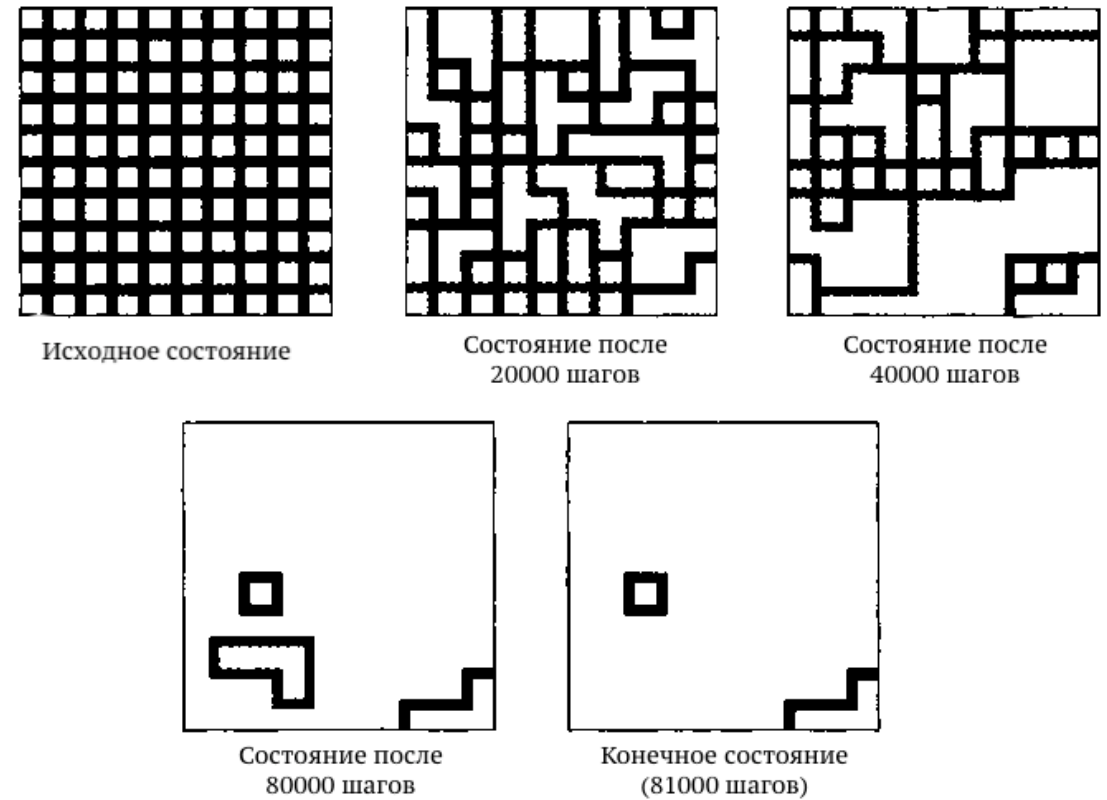 Исходное состояние
Состояние после
20000 шагов
Состояние после
40000 шагов
Состояние после
80000 шагов
Конечное состояние
(81000 шагов)